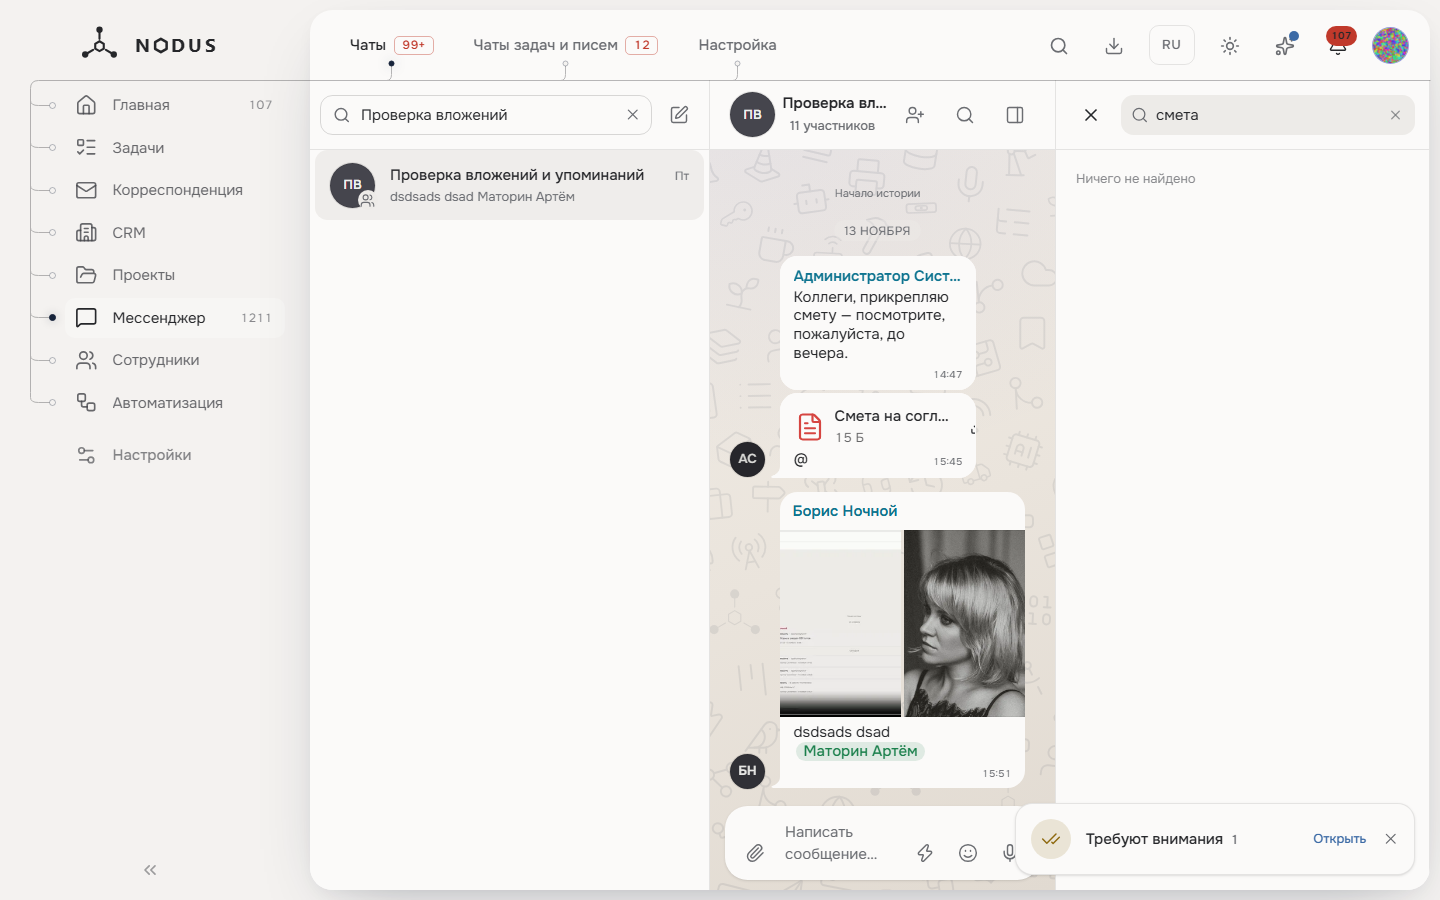 NODUS
Главная 107
Задачи
Корреспонденция
CRM
Проекты
Мессенджер 1211
Сотрудники
Автоматизация
Настройки
Чаты 99+
Чаты задач и писем 12
Настройка
RU
107
Проверка вложений
ПВ
Проверка вложений и упоминаний Пт
dsdsads dsad Маторин Артём
ПВ
Проверка вл...
11 участников
смета
Ничего не найдено
Начало истории
13 НОЯБРЯ
Администратор Сист...
Коллеги, прикрепляю
смету — посмотрите,
пожалуйста, до
вечера.
14:47
Смета на согл...
15 Б
@ 15:45
АС
Борис Ночной
dsdsads dsad
Маторин Артём
15:51
БН
Написать
сообщение...
Требуют внимания 1
Открыть